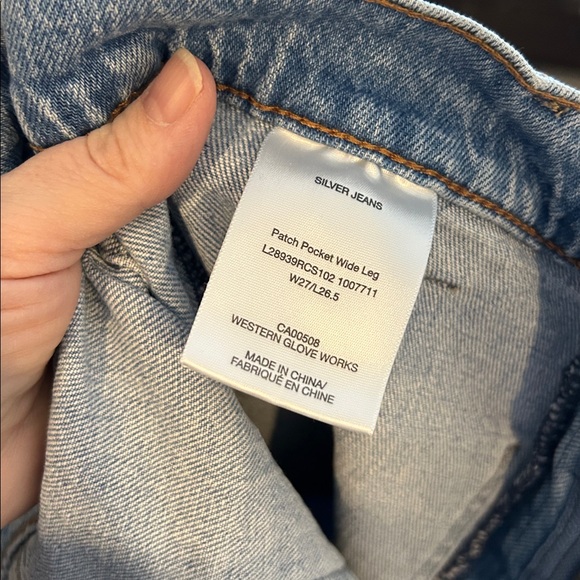 SILVER JEANS
Patch Pocket Wide Leg
L28939RCS102 1007711
W27/L26.5
CA00508
WESTERN GLOVE WORKS
MADE IN CHINA/
FABRIQUÉ EN CHINE